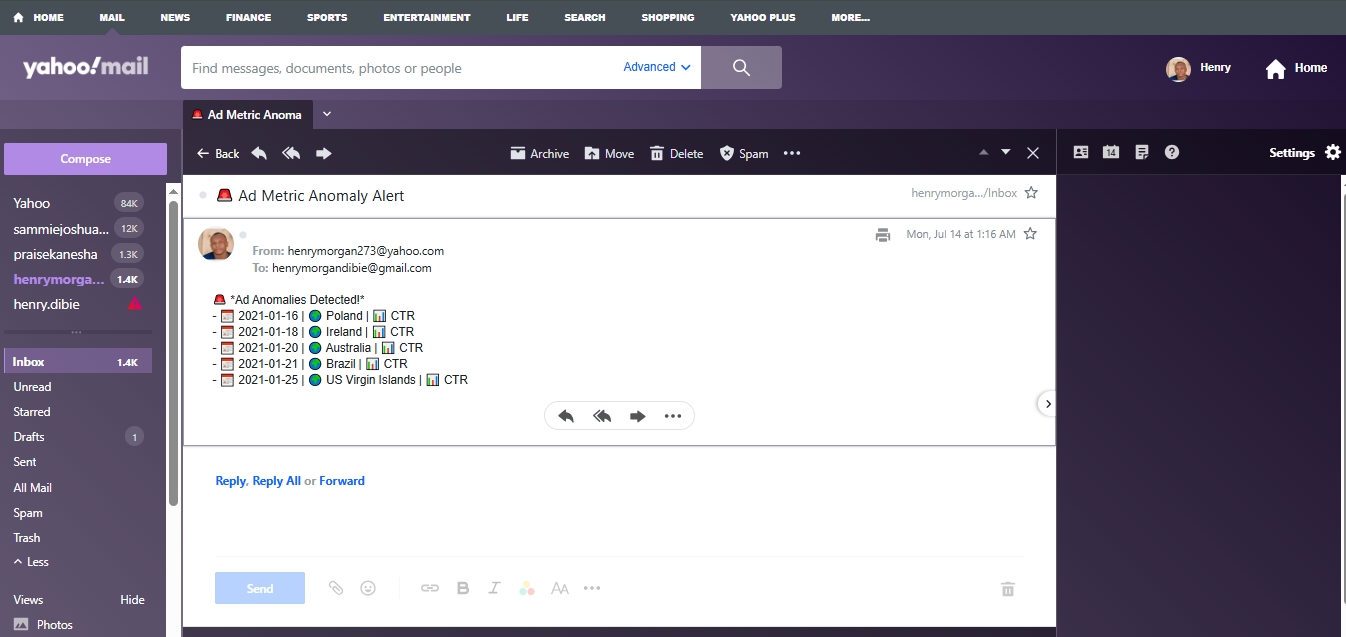 HOME MAIL NEWS FINANCE SPORTS ENTERTAINMENT LIFE SEARCH SHOPPING YAHOO PLUS MORE...
yahoo!mail
Find messages, documents, photos or people
Advanced
Henry
Home
Ad Metric Anoma
Compose
Back
Archive Move Delete Spam
14
Settings
Yahoo 84K
sammiejoshua... 12K
praisekanesha 1.3K
henrymorga... 1.4K
henry.dibie
Inbox 1.4K
Unread
Starred
Drafts 1
Sent
All Mail
Spam
Trash
Less
Views Hide
Photos
🚨 Ad Metric Anomaly Alert
henrymorga.../Inbox
Mon, Jul 14 at 1:16 AM
From: henrymorgan273@yahoo.com
To: henrymorgandibie@gmail.com
🚨 *Ad Anomalies Detected!*
- 📅 2021-01-16 | 🌍 Poland | 📊 CTR
- 📅 2021-01-18 | 🌍 Ireland | 📊 CTR
- 📅 2021-01-20 | 🌍 Australia | 📊 CTR
- 📅 2021-01-21 | 🌍 Brazil | 📊 CTR
- 📅 2021-01-25 | 🌍 US Virgin Islands | 📊 CTR
Reply, Reply All or Forward
Send
B I AA